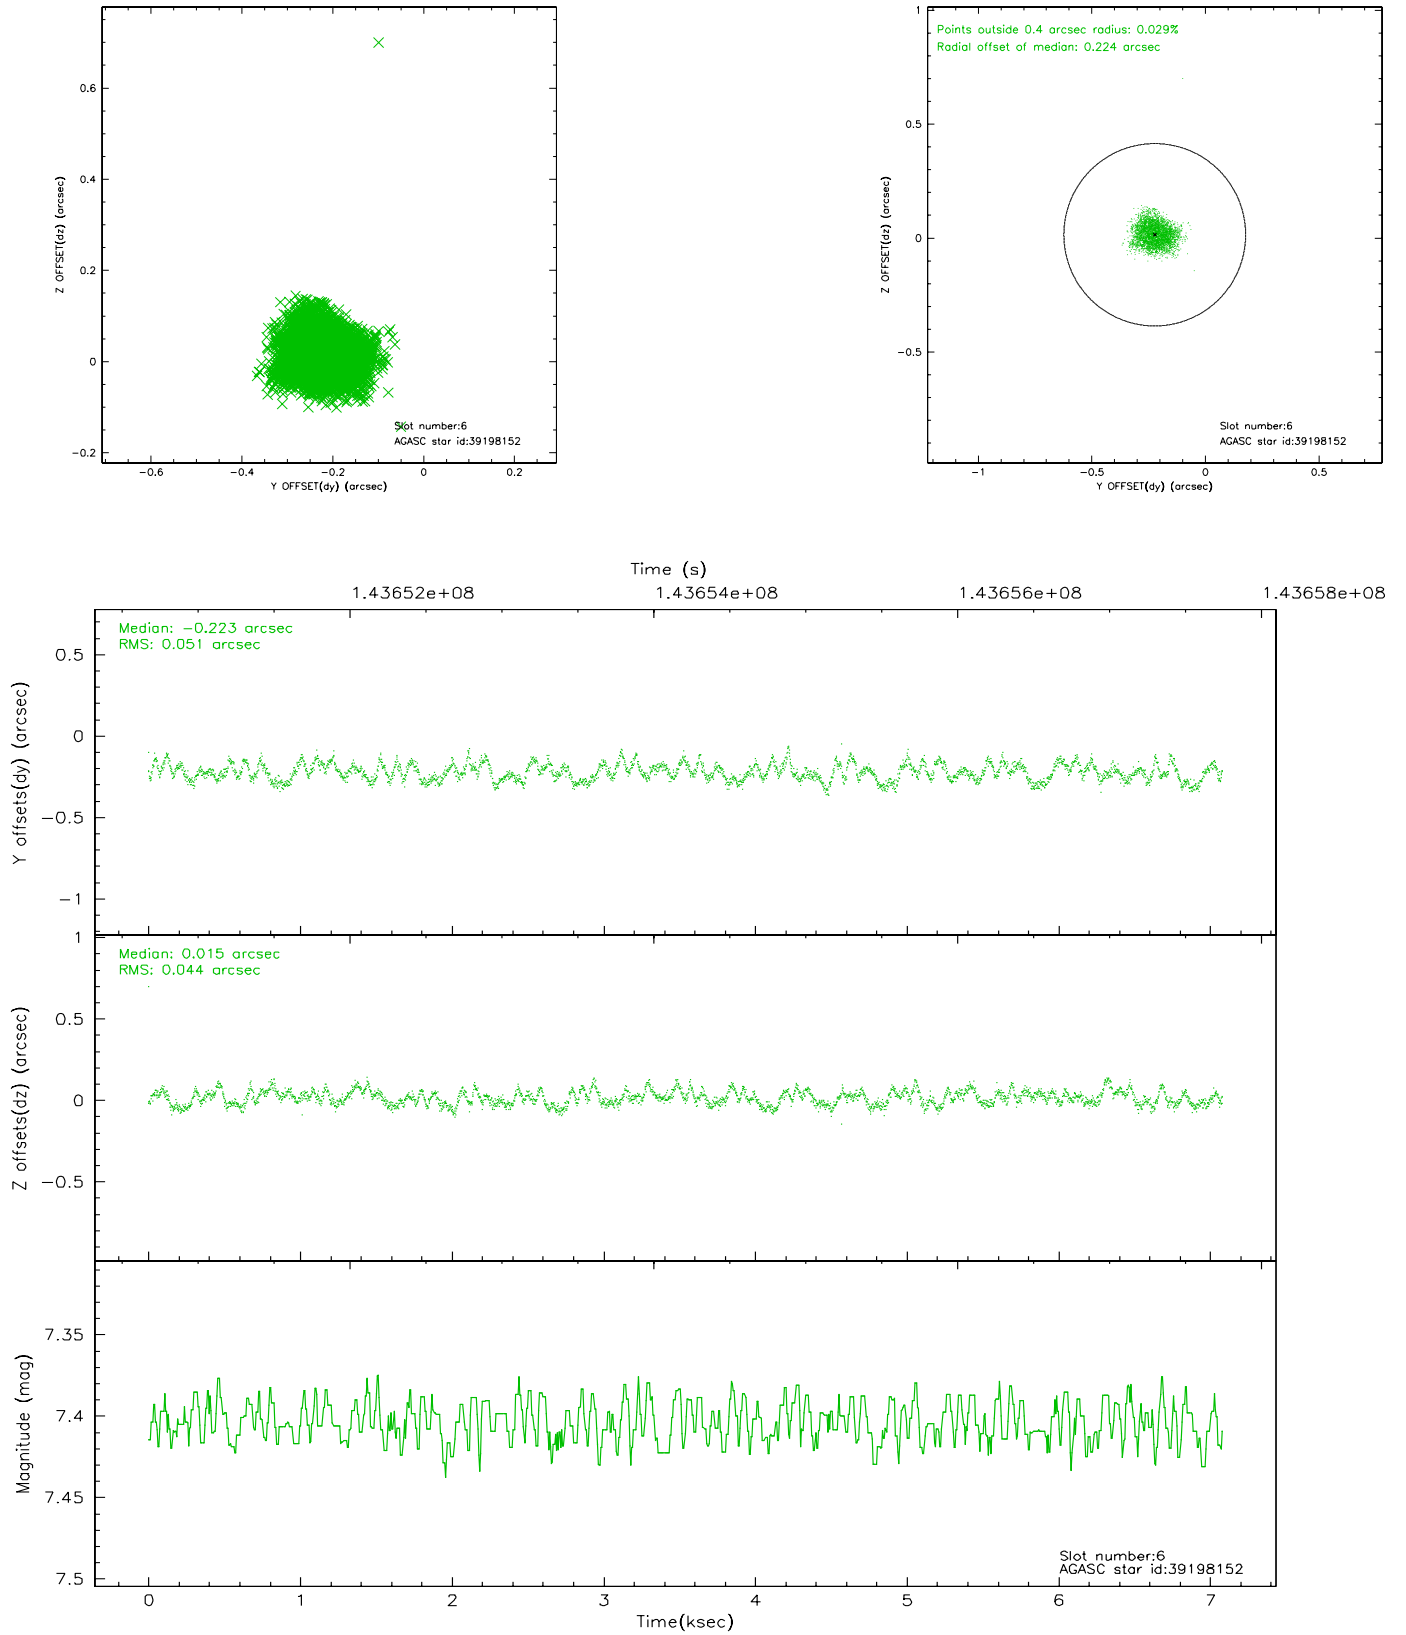 0.6
0.4
0.2
0
−0.2
−0.6 −0.4 −0.2 0 0.2
Z OFFSET(dz) (arcsec)
Y OFFSET(dy) (arcsec)
Slot number:6
AGASC star id:39198152
Points outside 0.4 arcsec radius: 0.029%
Radial offset of median: 0.224 arcsec
1
0.5
0
−0.5
−1 −0.5 0 0.5
Z OFFSET(dz) (arcsec)
Y OFFSET(dy) (arcsec)
Slot number:6
AGASC star id:39198152
Time (s)
1.43652e+08 1.43654e+08 1.43656e+08 1.43658e+08
Median: −0.223 arcsec
RMS: 0.051 arcsec
0.5
0
−0.5
−1
Y offsets(dy) (arcsec)
Median: 0.015 arcsec
RMS: 0.044 arcsec
1
0.5
0
−0.5
Z offsets(dz) (arcsec)
7.35
7.4
7.45
7.5
Magnitude (mag)
Slot number:6
AGASC star id:39198152
0 1 2 3 4 5 6 7
Time(ksec)